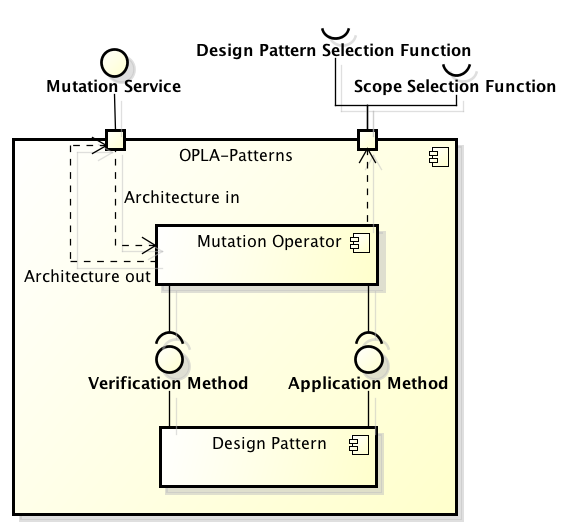 Design Pattern Selection Function
Mutation Service
Scope Selection Function
OPLA-Patterns
Architecture in
Mutation Operator
Architecture out
Verification Method
Application Method
Design Pattern